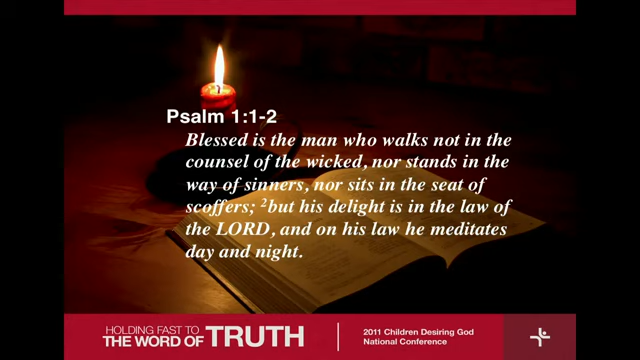 Psalm 1:1-2
Blessed is the man who walks not in the
counsel of the wicked, nor stands in the
way of sinners, nor sits in the seat of
scoffers; 2but his delight is in the law of
the LORD, and on his law he meditates
day and night.
HOLDING FAST TO
THE WORD OF TRUTH
2011 Children Desiring God
National Conference